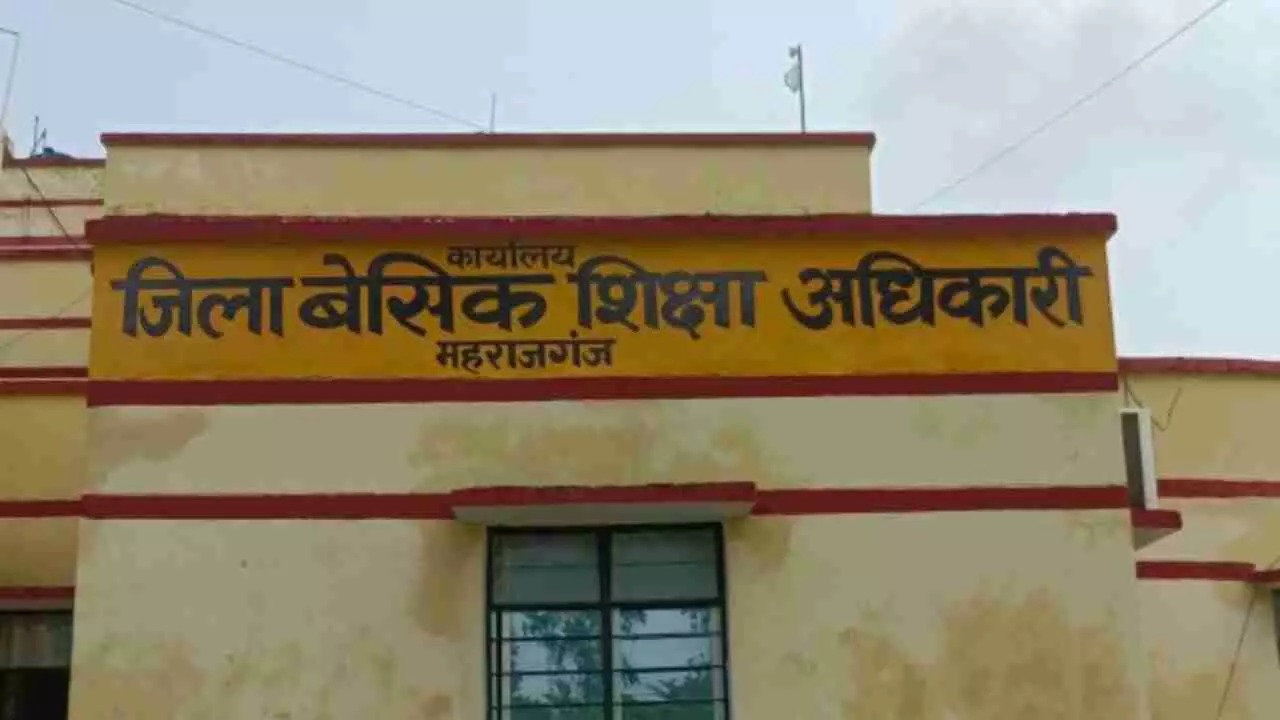 कार्यालय
जिला बेसिक शिक्षा अधिकारी
महराजगंज